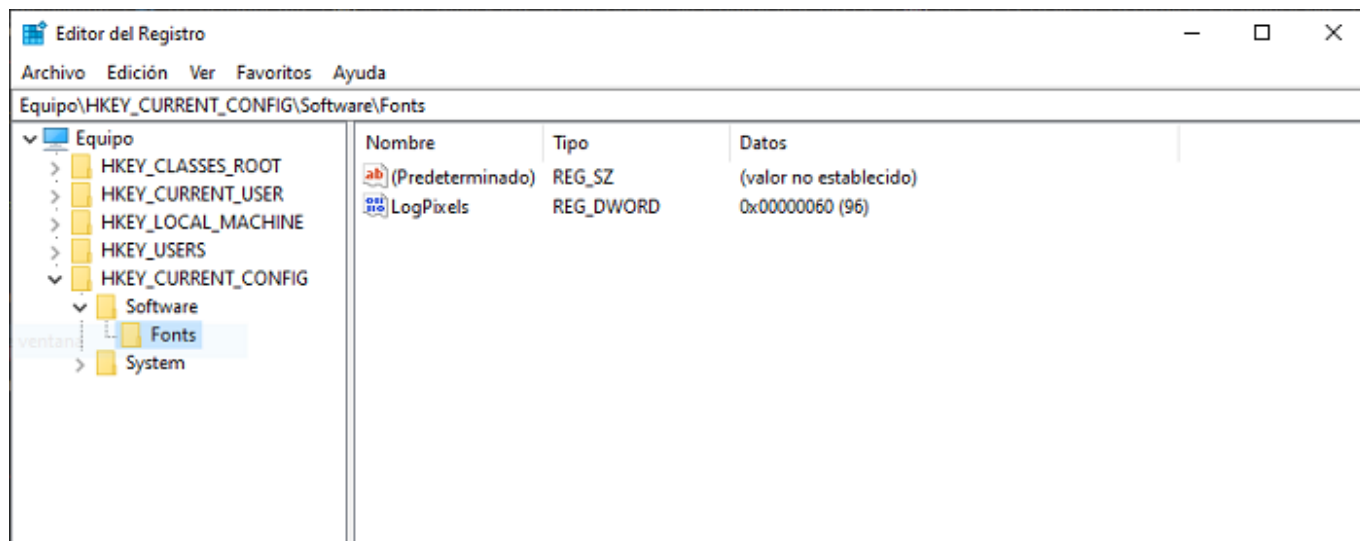 Editor del Registro
Archivo Edición Ver Favoritos Ayuda
Equipo\HKEY_CURRENT_CONFIG\Software\Fonts
Equipo
HKEY_CLASSES_ROOT
HKEY_CURRENT_USER
HKEY_LOCAL_MACHINE
HKEY_USERS
HKEY_CURRENT_CONFIG
Software
Fonts
System
Nombre Tipo Datos
(Predeterminado) REG_SZ (valor no establecido)
LogPixels REG_DWORD 0x00000060 (96)